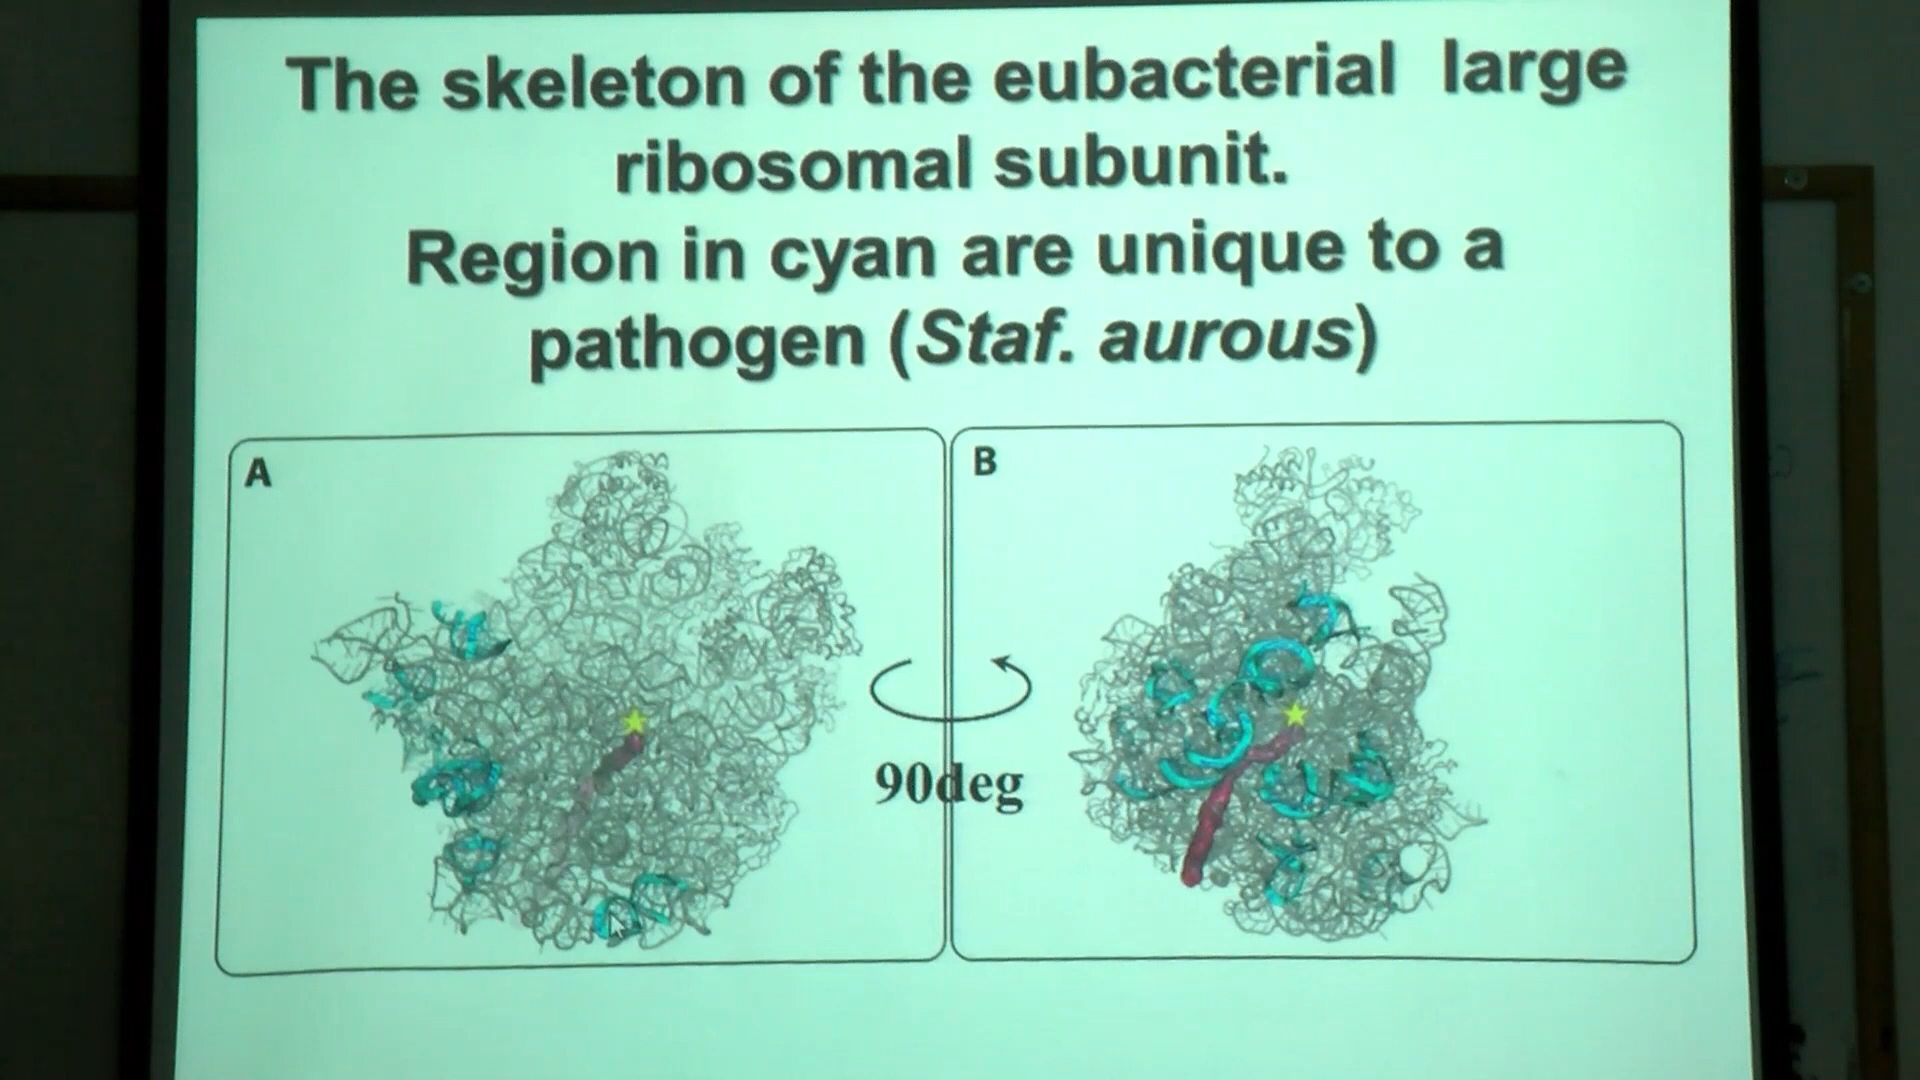 The skeleton of the eubacterial large
ribosomal subunit.
Region in cyan are unique to a
pathogen (Staf. aurous)
A
B
90deg